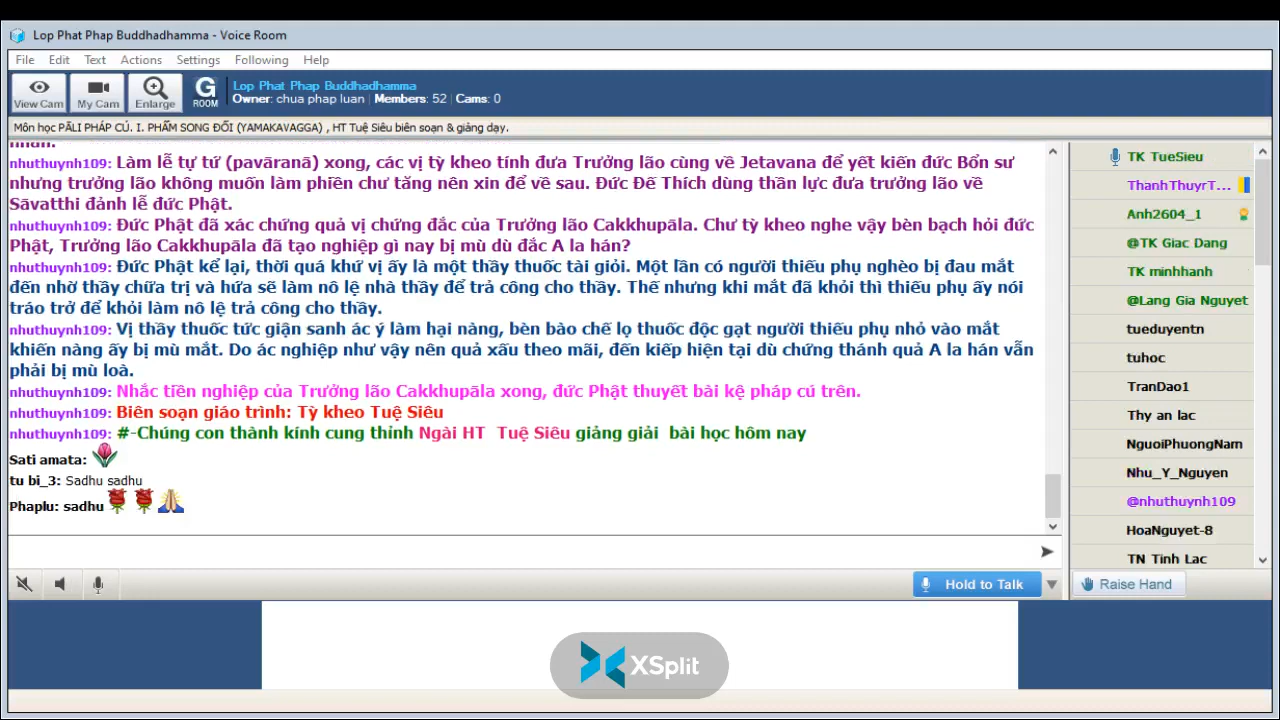 Lop Phat Phap Buddhadhamma - Voice Room
File Edit Text Actions Settings Following Help
View Cam My Cam Enlarge G ROOM
Lop Phat Phap Buddhadhamma
Owner: chua phap luan | Members: 52 | Cams: 0
Môn học PĀLI PHÁP CÚ. I. PHẨM SONG ĐỐI (YAMAKAVAGGA) , HT Tuệ Siêu biên soạn & giảng dạy.
nhuthuynh109: Làm lễ tự tứ (pavāranā) xong, các vị tỳ kheo tính đưa Trưởng lão cùng về Jetavana để yết kiến đức Bổn sư
nhưng trưởng lão không muốn làm phiền chư tăng nên xin để về sau. Đức Đế Thích dùng thần lực đưa trưởng lão về
Sāvatthi đảnh lễ đức Phật.
nhuthuynh109: Đức Phật đã xác chứng quả vị chứng đắc của Trưởng lão Cakkhupāla. Chư tỳ kheo nghe vậy bèn bạch hỏi đức
Phật, Trưởng lão Cakkhupāla đã tạo nghiệp gì nay bị mù dù đắc A la hán?
nhuthuynh109: Đức Phật kể lại, thời quá khứ vị ấy là một thầy thuốc tài giỏi. Một lần có người thiếu phụ nghèo bị đau mắt
đến nhờ thầy chữa trị và hứa sẽ làm nô lệ nhà thầy để trả công cho thầy. Thế nhưng khi mắt đã khỏi thì thiếu phụ ấy nói
tráo trở để khỏi làm nô lệ trả công cho thầy.
nhuthuynh109: Vị thầy thuốc tức giận sanh ác ý làm hại nàng, bèn bào chế lọ thuốc độc gạt người thiếu phụ nhỏ vào mắt
khiến nàng ấy bị mù mắt. Do ác nghiệp như vậy nên quả xấu theo mãi, đến kiếp hiện tại dù chứng thánh quả A la hán vẫn
phải bị mù loà.
nhuthuynh109: Nhắc tiền nghiệp của Trưởng lão Cakkhupāla xong, đức Phật thuyết bài kệ pháp cú trên.
nhuthuynh109: Biên soạn giáo trình: Tỳ kheo Tuệ Siêu
nhuthuynh109: #-Chúng con thành kính cung thỉnh Ngài HT Tuệ Siêu giảng giải bài học hôm nay
Sati amata:
tu bi_3: Sadhu sadhu
Phaplu: sadhu
TK TueSieu
ThanhThuyrT...
Anh2604_1
@TK Giac Dang
TK minhhanh
@Lang Gia Nguyet
tueduyentn
tuhoc
TranDao1
Thy an lac
NguoiPhuongNam
Nhu_Y_Nguyen
@nhuthuynh109
HoaNguyet-8
TN Tinh Lac
Hold to Talk
Raise Hand
XSplit